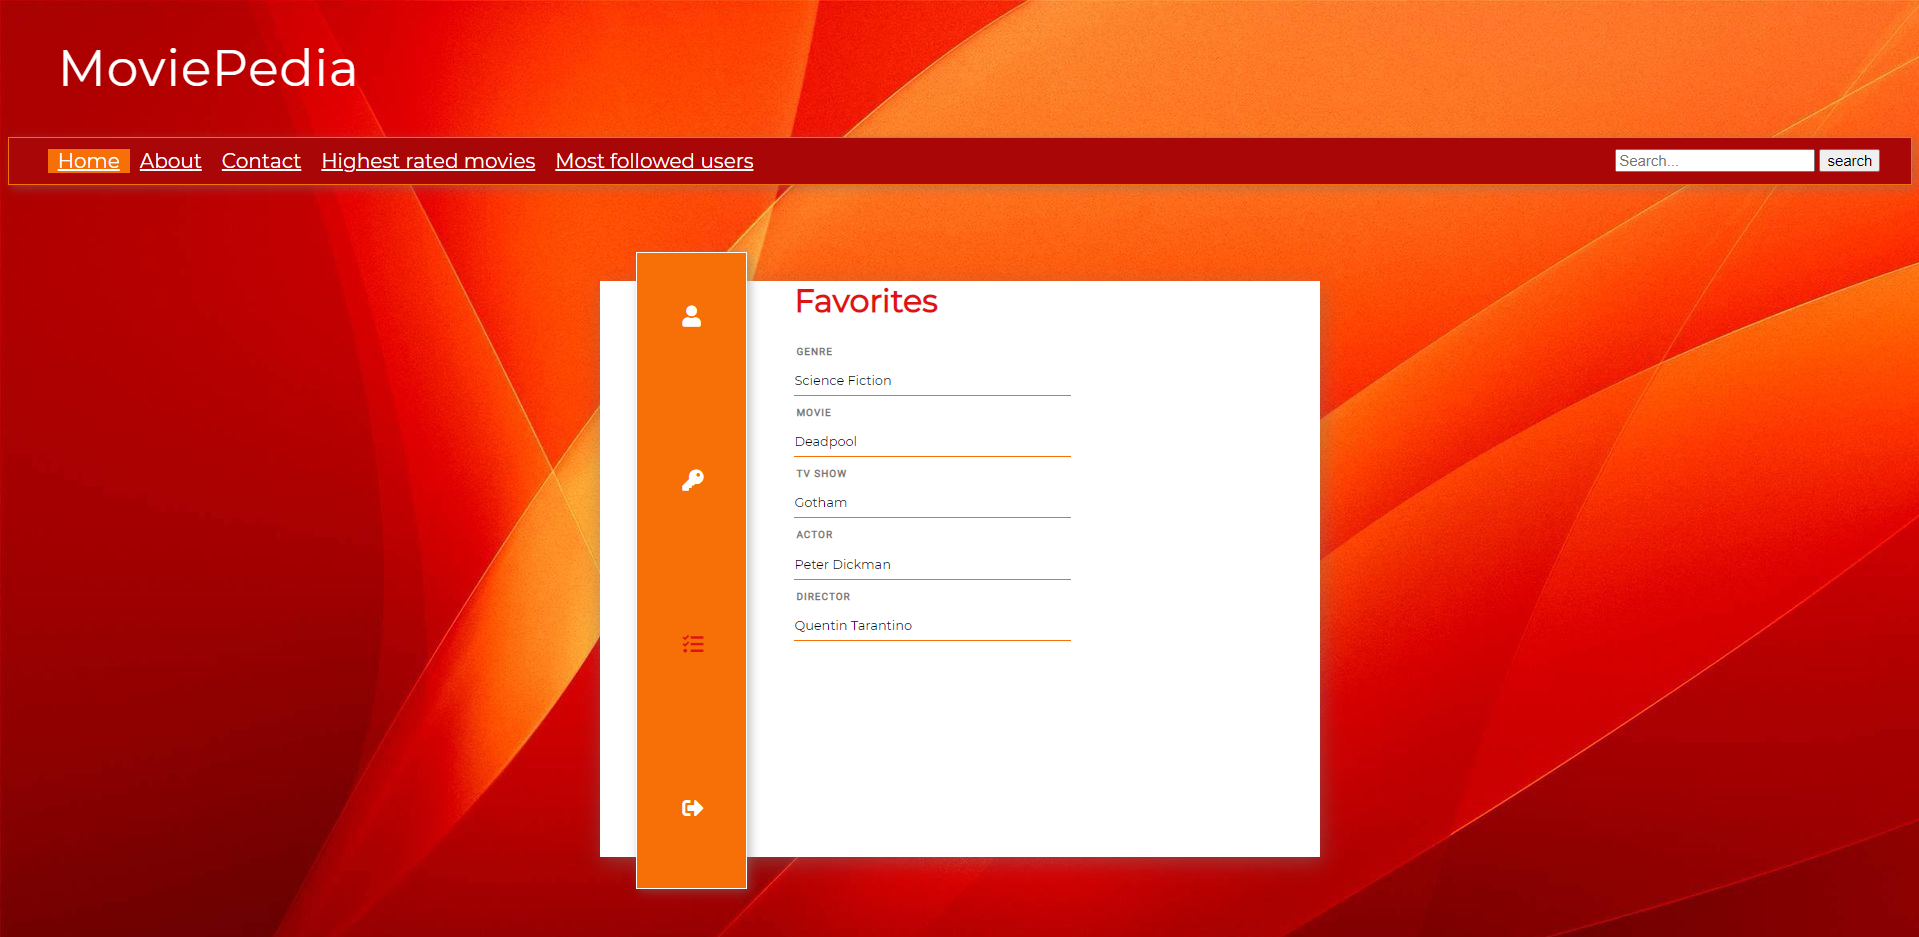 MoviePedia
Home About Contact Highest rated movies Most followed users Search... search
Favorites
GENRE
Science Fiction
MOVIE
Deadpool
TV SHOW
Gotham
ACTOR
Peter Dickman
DIRECTOR
Quentin Tarantino